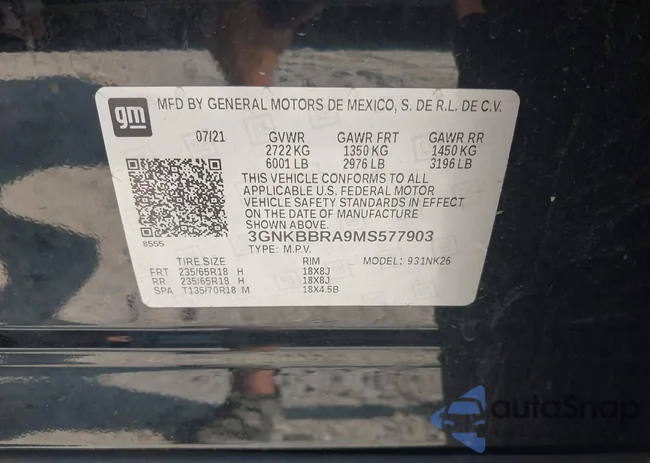 gm MFD BY GENERAL MOTORS DE MEXICO, S. DE R.L. DE C.V.
07/21 GVWR GAWR FRT GAWR RR
2722 KG 1350 KG 1450 KG
6001 LB 2976 LB 3196 LB
THIS VEHICLE CONFORMS TO ALL
APPLICABLE U.S. FEDERAL MOTOR
VEHICLE SAFETY STANDARDS IN EFFECT
ON THE DATE OF MANUFACTURE
SHOWN ABOVE.
8555
3GNKBBRA9MS577903
TYPE: M.P.V.
TIRE SIZE RIM MODEL: 931NK26
FRT 235/65R18 H 18X8J
RR 235/65R18 H 18X8J
SPA T135/70R18 M 18X4.5B
autoSnap